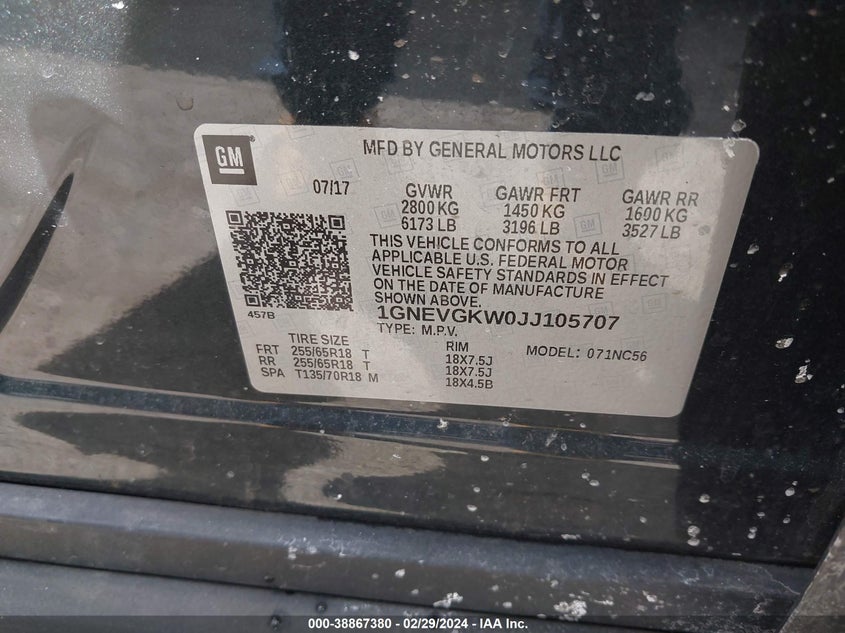 GM
MFD BY GENERAL MOTORS LLC
07/17 GVWR GAWR FRT GAWR RR
2800 KG 1450 KG 1600 KG
6173 LB 3196 LB 3527 LB
THIS VEHICLE CONFORMS TO ALL
APPLICABLE U.S. FEDERAL MOTOR
VEHICLE SAFETY STANDARDS IN EFFECT
ON THE DATE OF MANUFACTURE
SHOWN ABOVE.
457B
1GNEVGKW0JJ105707
TYPE: M.P.V.
TIRE SIZE RIM MODEL: 071NC56
FRT 255/65R18 T 18X7.5J
RR 255/65R18 T 18X7.5J
SPA T135/70R18 M 18X4.5B
000-38867380 - 02/29/2024 - IAA Inc.